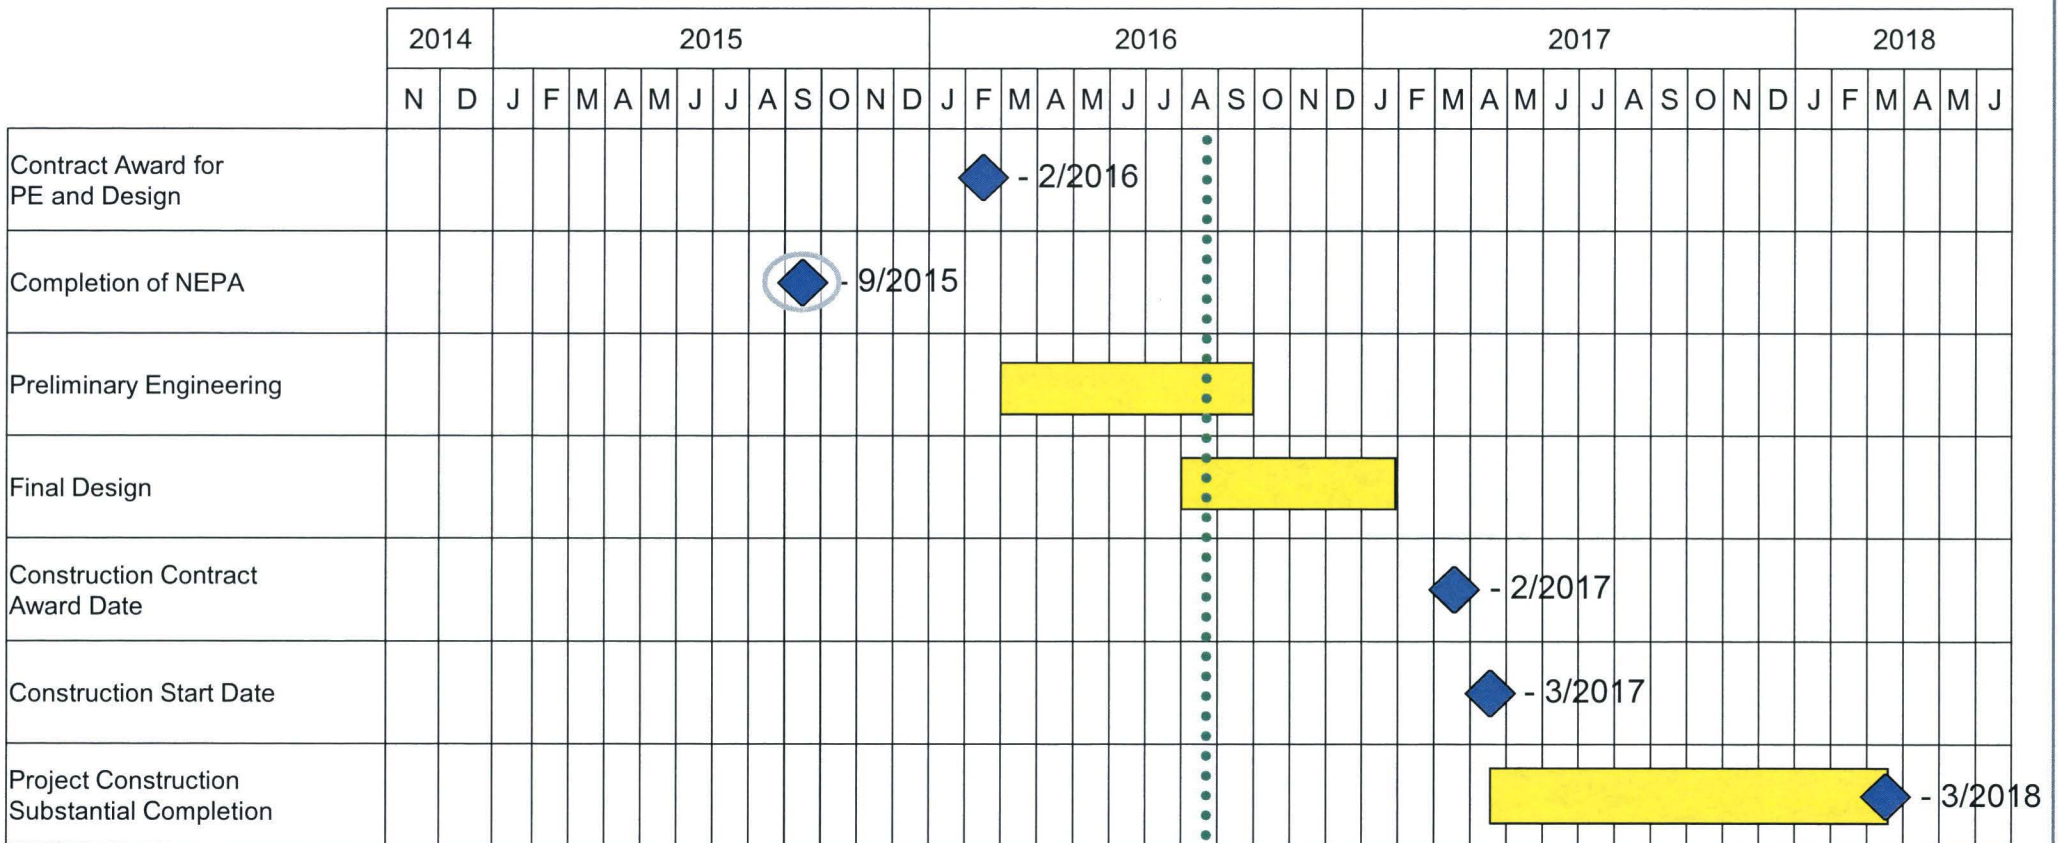 2014 2015 2016 2017 2018
N D J F M A M J J A S O N D J F M A M J J A S O N D J F M A M J J A S O N D J F M A M J
Contract Award for
PE and Design
- 2/2016
Completion of NEPA
- 9/2015
Preliminary Engineering
Final Design
Construction Contract
Award Date
- 2/2017
Construction Start Date
- 3/2017
Project Construction
Substantial Completion
- 3/2018